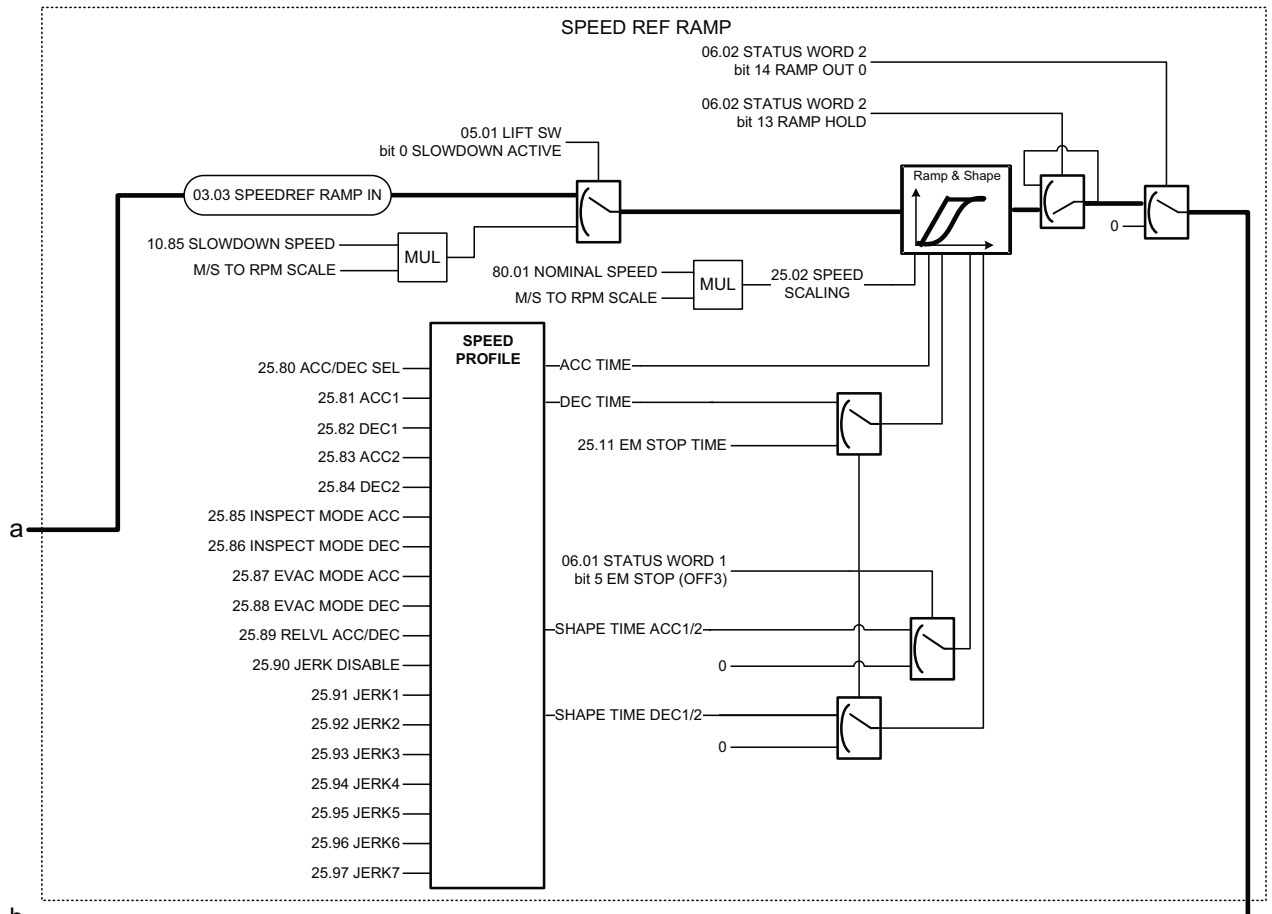 SPEED REF RAMP
06.02 STATUS WORD 2
bit 14 RAMP OUT 0
06.02 STATUS WORD 2
bit 13 RAMP HOLD
05.01 LIFT SW
bit 0 SLOWDOWN ACTIVE
03.03 SPEEDREF RAMP IN
Ramp & Shape
10.85 SLOWDOWN SPEED
M/S TO RPM SCALE
MUL
0
80.01 NOMINAL SPEED
M/S TO RPM SCALE
MUL
25.02 SPEED
SCALING
SPEED
PROFILE
25.80 ACC/DEC SEL
25.81 ACC1
25.82 DEC1
25.83 ACC2
25.84 DEC2
25.85 INSPECT MODE ACC
25.86 INSPECT MODE DEC
25.87 EVAC MODE ACC
25.88 EVAC MODE DEC
25.89 RELVL ACC/DEC
25.90 JERK DISABLE
25.91 JERK1
25.92 JERK2
25.93 JERK3
25.94 JERK4
25.95 JERK5
25.96 JERK6
25.97 JERK7
ACC TIME
DEC TIME
25.11 EM STOP TIME
06.01 STATUS WORD 1
bit 5 EM STOP (OFF3)
SHAPE TIME ACC1/2
0
SHAPE TIME DEC1/2
0
a